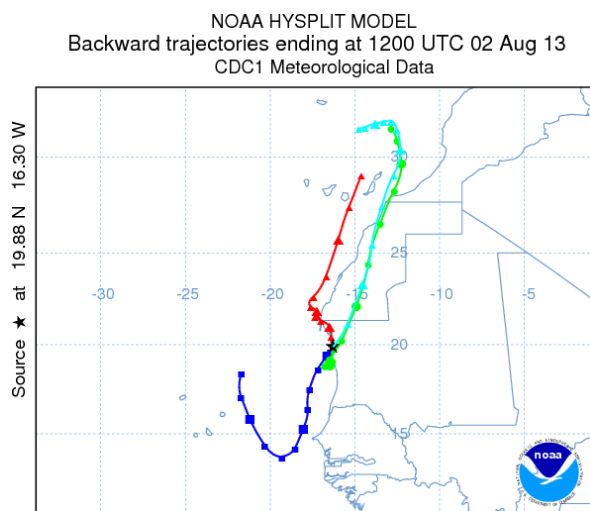 NOAA HYSPLIT MODEL
Backward trajectories ending at 1200 UTC 02 Aug 13
CDC1 Meteorological Data
Source ★ at 19.88 N 16.30 W
30
25
-30 -25 -20 -15 -10 -5
20
15
noaa